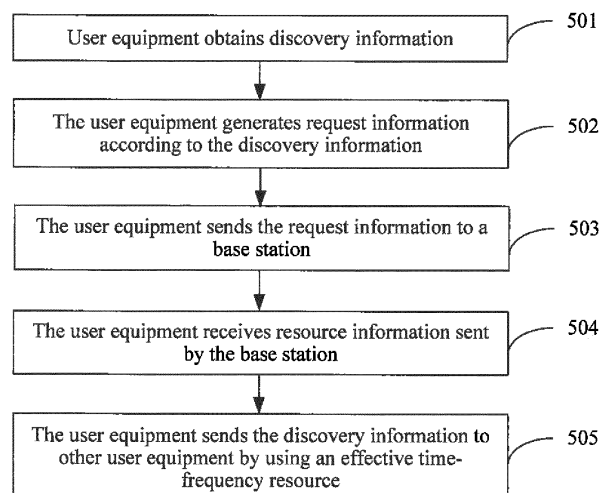 User equipment obtains discovery information
501
The user equipment generates request information
according to the discovery information
502
The user equipment sends the request information to a
base station
503
The user equipment receives resource information sent
by the base station
504
The user equipment sends the discovery information to
other user equipment by using an effective time-
frequency resource
505